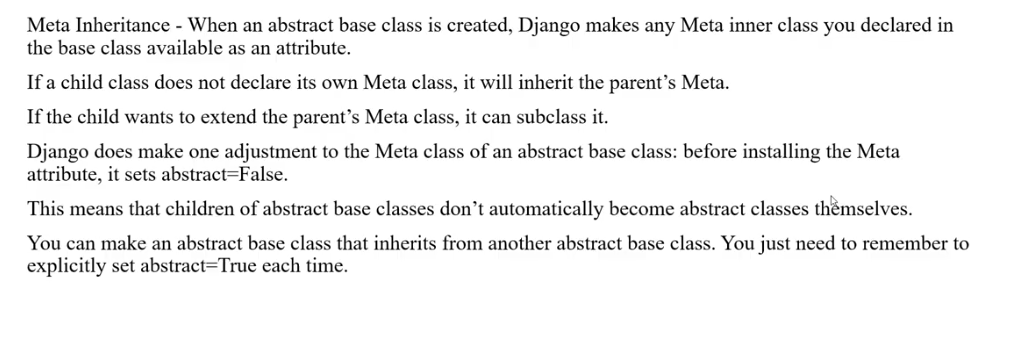 Meta Inheritance - When an abstract base class is created, Django makes any Meta inner class you declared in
the base class available as an attribute.
If a child class does not declare its own Meta class, it will inherit the parent’s Meta.
If the child wants to extend the parent’s Meta class, it can subclass it.
Django does make one adjustment to the Meta class of an abstract base class: before installing the Meta
attribute, it sets abstract=False.
This means that children of abstract base classes don’t automatically become abstract classes themselves.
You can make an abstract base class that inherits from another abstract base class. You just need to remember to
explicitly set abstract=True each time.